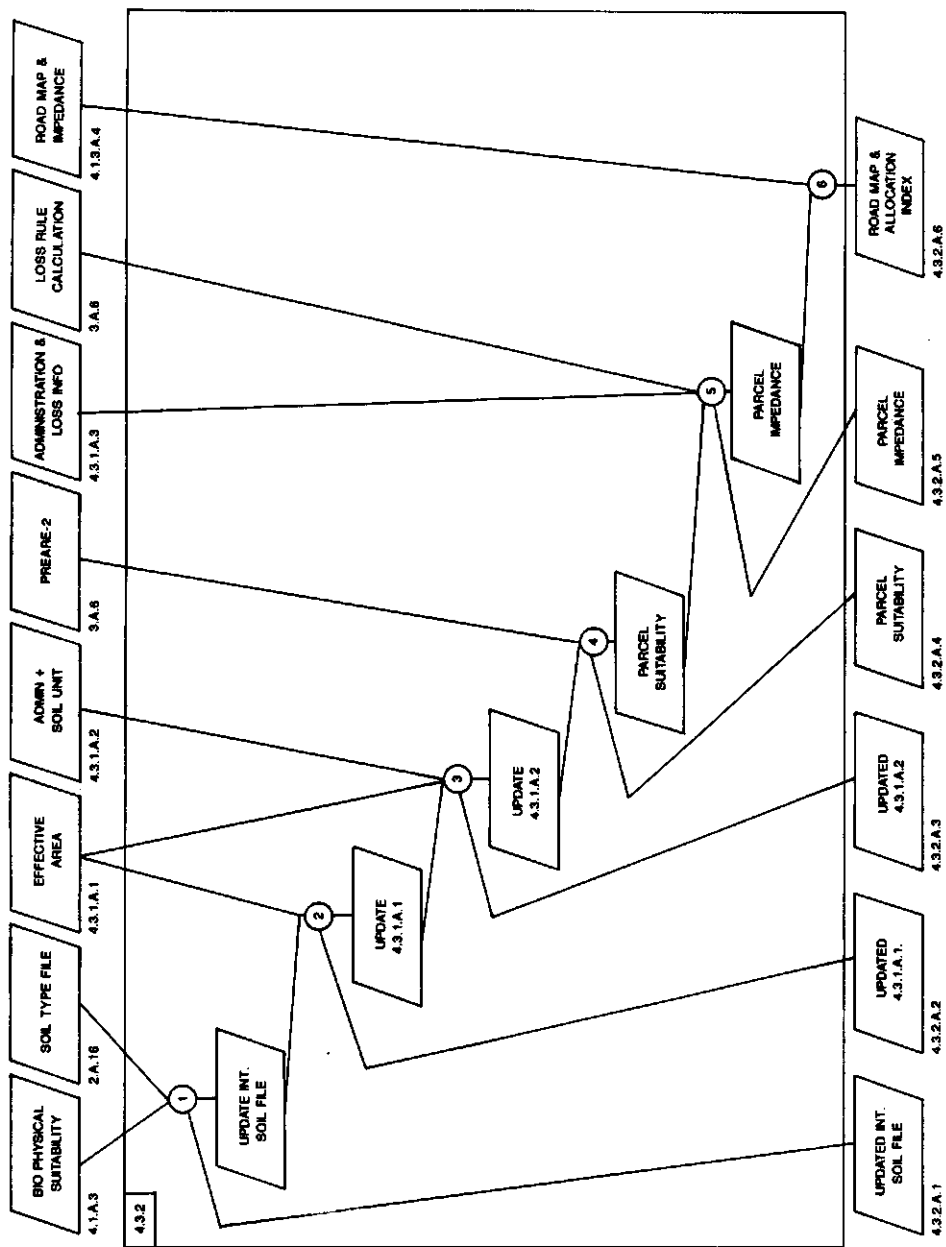 BIO PHYSICAL
SUITABILITY
4.1.A.3
SOIL TYPE FILE
2.A.16
EFFECTIVE
AREA
4.3.1.A.1
ADMIN +
SOIL UNIT
4.3.1.A.2
PREARE-2
3.A.6
ADMINISTRATION &
LOSS INFO
4.3.1.A.3
LOSS RULE
CALCULATION
3.A.6
ROAD MAP &
IMPEDANCE
4.1.3.A.4
4.3.2
1
UPDATE INT.
SOIL FILE
2
UPDATE
4.3.1.A.1
3
UPDATE
4.3.1.A.2
4
PARCEL
SUITABILITY
5
PARCEL
IMPEDANCE
6
UPDATED INT.
SOIL FILE
4.3.2.A.1
UPDATED
4.3.1.A.1.
4.3.2.A.2
UPDATED
4.3.1.A.2
4.3.2.A.3
PARCEL
SUITABILITY
4.3.2.A.4
PARCEL
IMPEDANCE
4.3.2.A.5
ROAD MAP &
ALLOCATION
INDEX
4.3.2.A.6